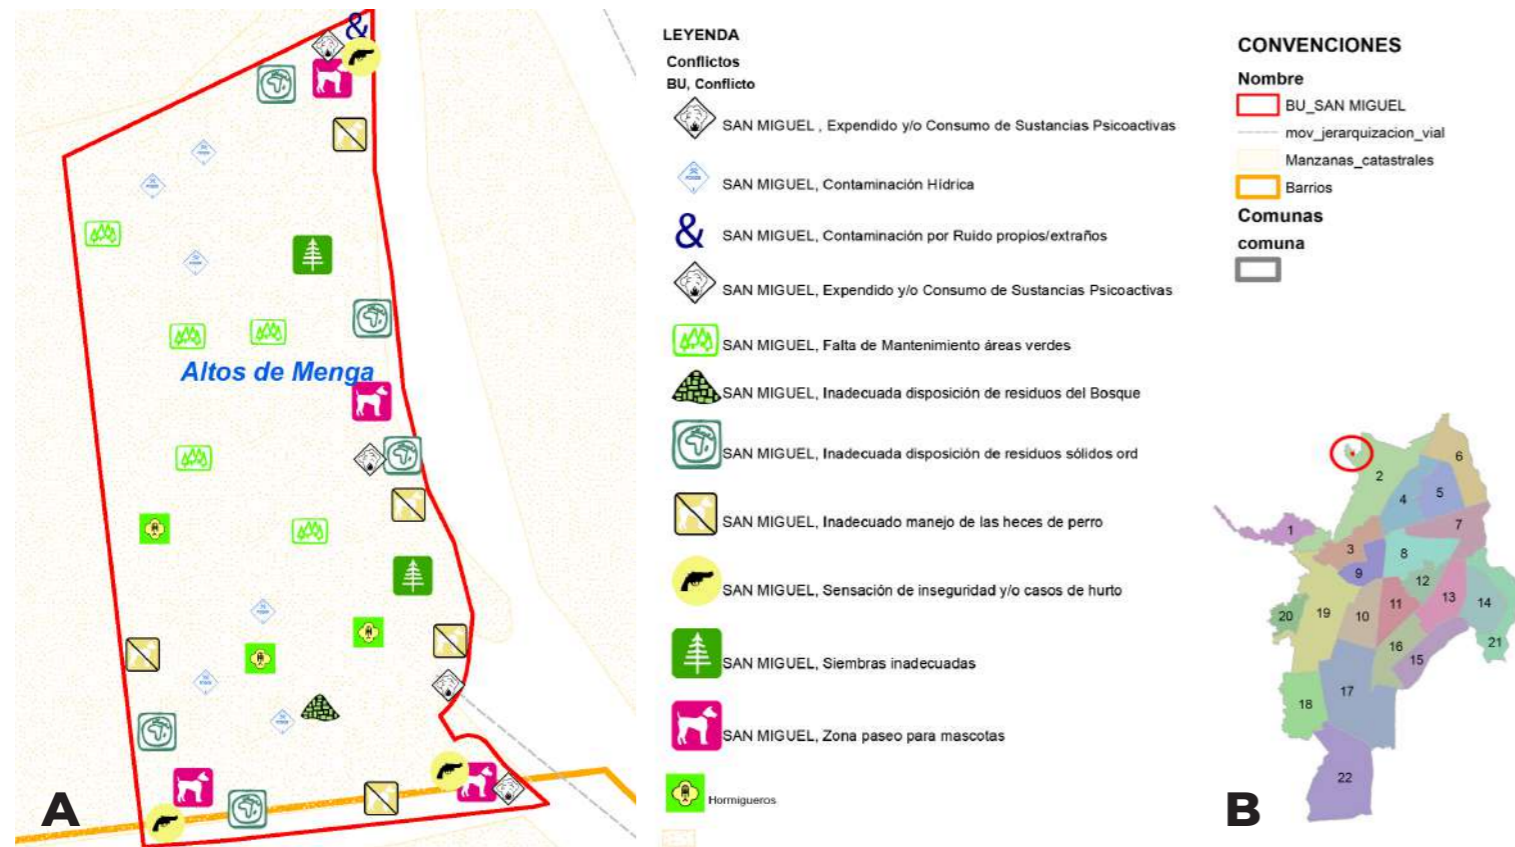 &
Altos de Menga
A
LEYENDA
Conflictos
BU, Conflicto
SAN MIGUEL , Expendido y/o Consumo de Sustancias Psicoactivas
SAN MIGUEL, Contaminación Hídrica
& SAN MIGUEL, Contaminación por Ruido propios/extraños
SAN MIGUEL, Expendido y/o Consumo de Sustancias Psicoactivas
SAN MIGUEL, Falta de Mantenimiento áreas verdes
SAN MIGUEL, Inadecuada disposición de residuos del Bosque
SAN MIGUEL, Inadecuada disposición de residuos sólidos ord
SAN MIGUEL, Inadecuado manejo de las heces de perro
SAN MIGUEL, Sensación de inseguridad y/o casos de hurto
SAN MIGUEL, Siembras inadecuadas
SAN MIGUEL, Zona paseo para mascotas
Hormigueros
CONVENCIONES
Nombre
BU_SAN MIGUEL
mov_jerarquizacion_vial
Manzanas_catastrales
Barrios
Comunas
comuna
6
2
5
4
7
1
3
8
9
12
13
14
11
20
19
10
16
21
15
17
18
22
B